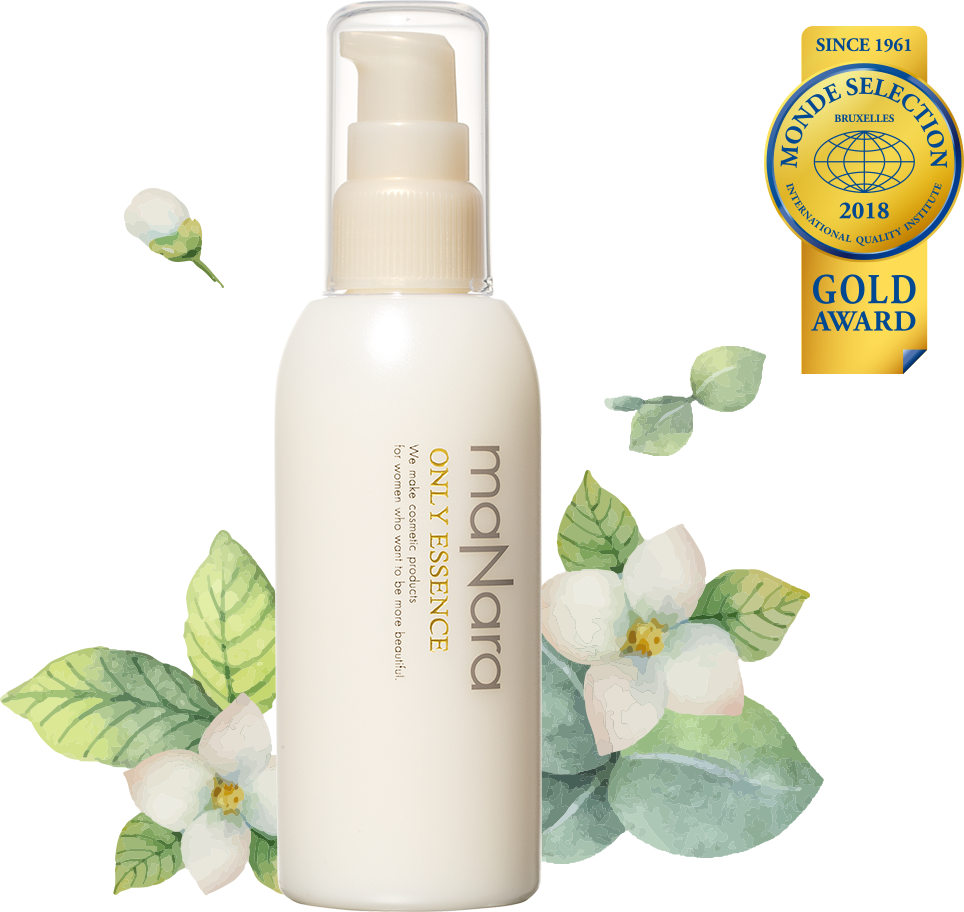 maNara
ONLY ESSENCE
We make cosmetic products
for women who want to be more beautiful.
SINCE 1961
MONDE SELECTION
BRUXELLES
2018
INTERNATIONAL QUALITY INSTITUTE
GOLD
AWARD